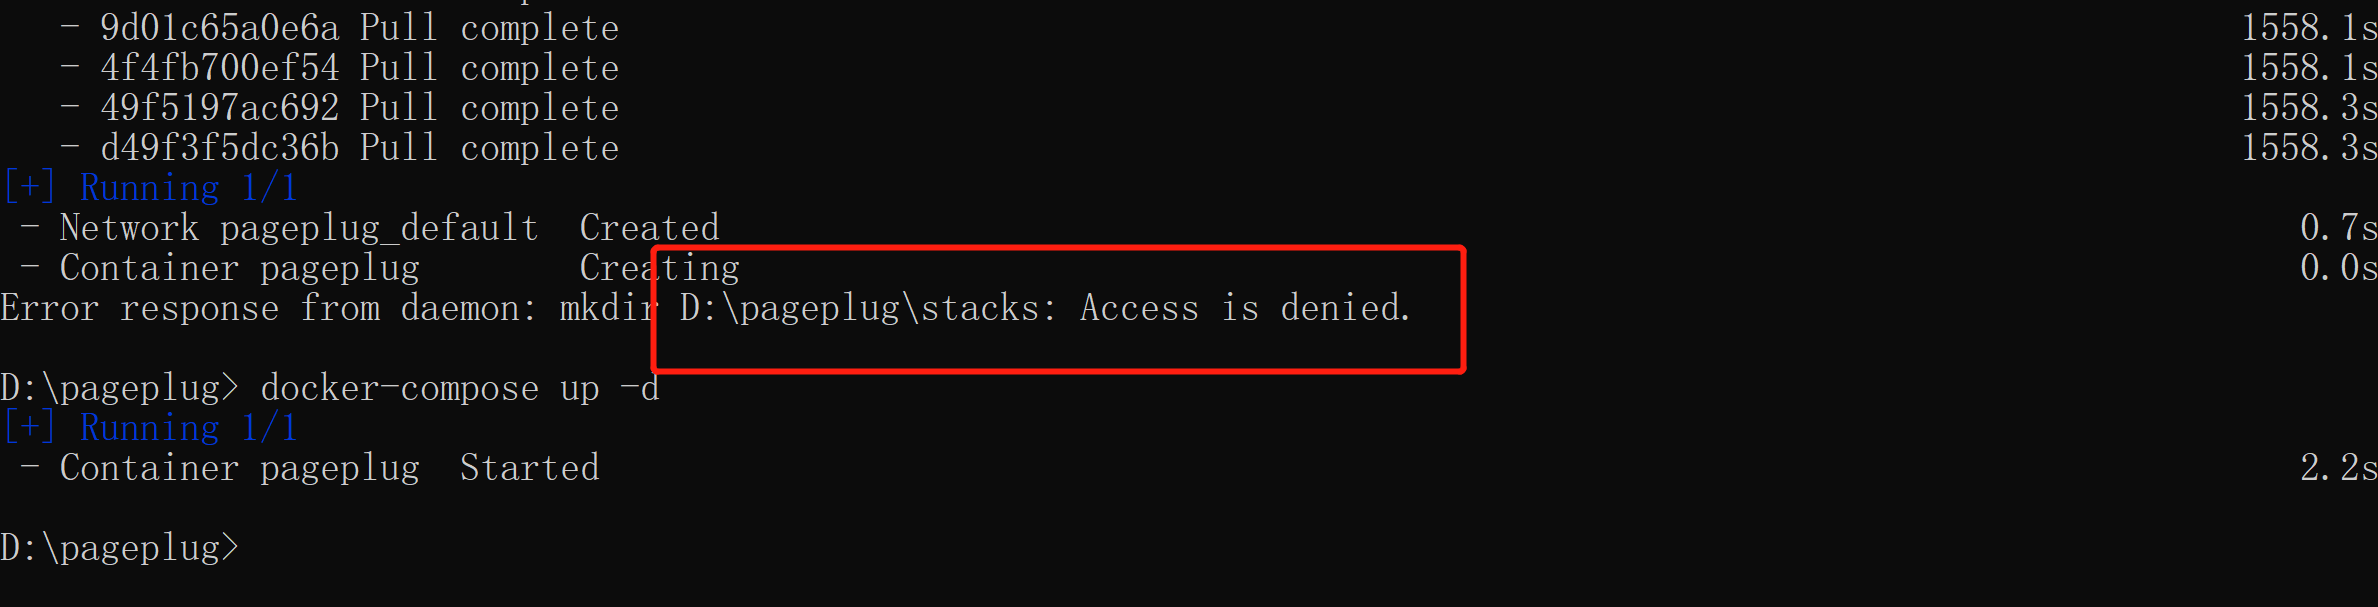 - 9d01c65a0e6a Pull complete 1558.1s
- 4f4fb700ef54 Pull complete 1558.1s
- 49f5197ac692 Pull complete 1558.3s
- d49f3f5dc36b Pull complete 1558.3s
[+] Running 1/1
- Network pageplug_default Created 0.7s
- Container pageplug Creating 0.0s
Error response from daemon: mkdir D:\pageplug\stacks: Access is denied.
D:\pageplug> docker-compose up -d
[+] Running 1/1
- Container pageplug Started 2.2s
D:\pageplug>